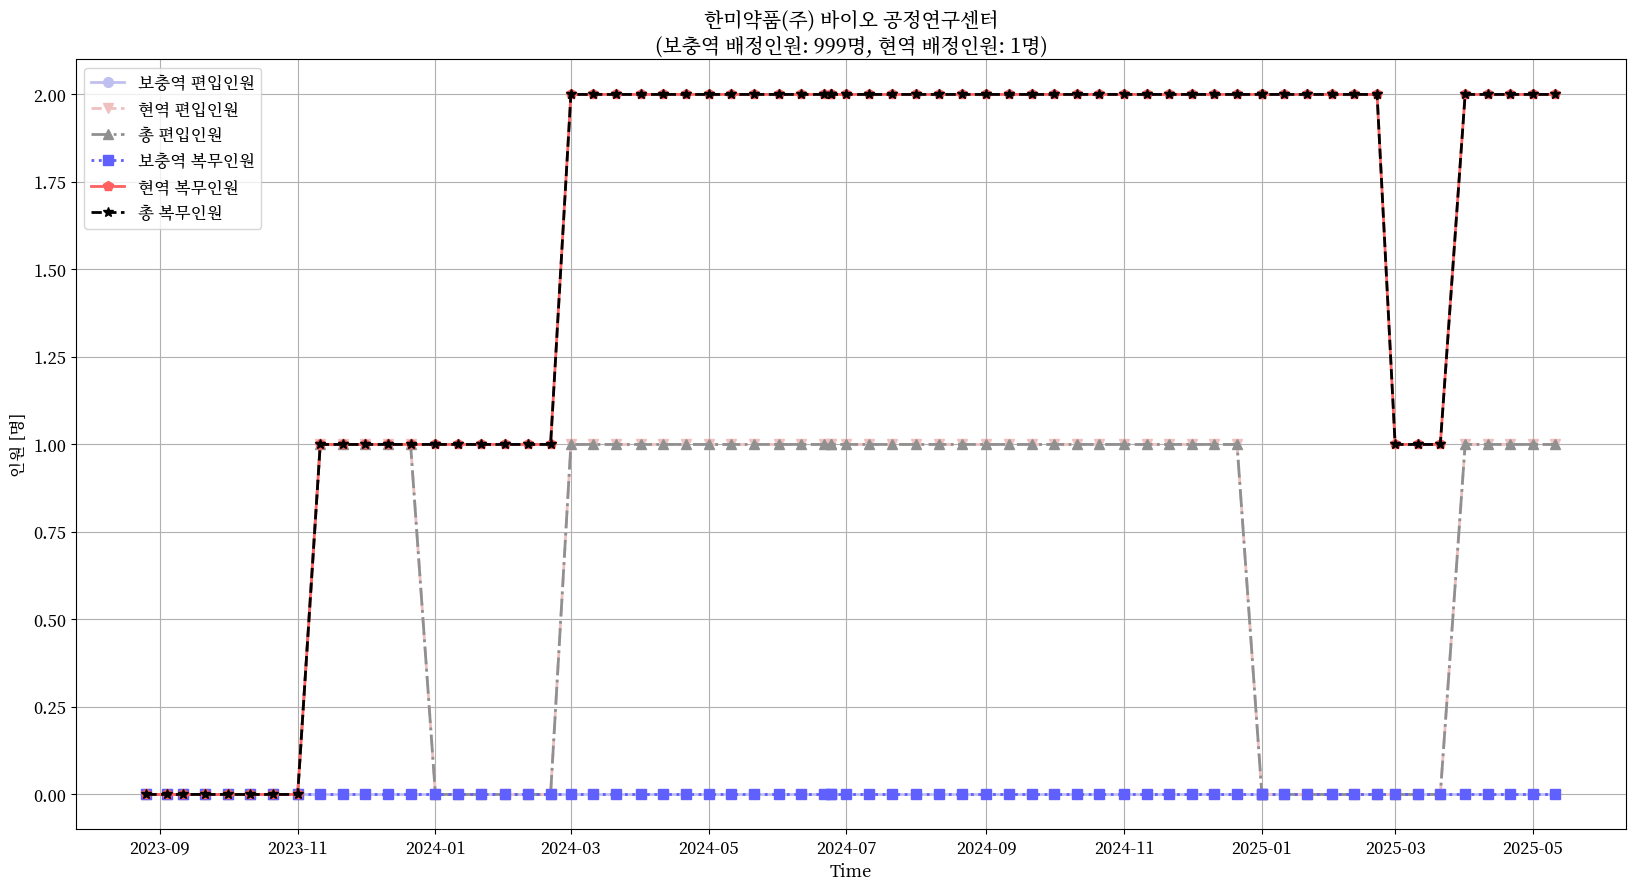 한미약품(주) 바이오 공정연구센터
(보충역 배정인원: 999명, 현역 배정인원: 1명)
보충역 편입인원
현역 편입인원
총 편입인원
보충역 복무인원
현역 복무인원
총 복무인원
2.00
1.75
1.50
1.25
1.00
0.75
0.50
0.25
0.00
인원 [명]
2023-09 2023-11 2024-01 2024-03 2024-05 2024-07 2024-09 2024-11 2025-01 2025-03 2025-05
Time